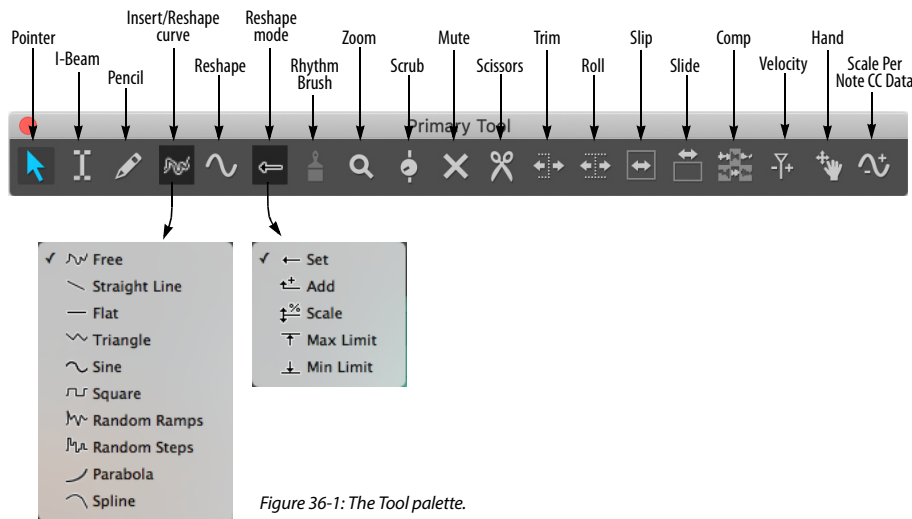 Pointer
I-Beam
Pencil
Insert/Reshape
curve
Reshape
Reshape
mode
Rhythm
Brush
Zoom
Scrub
Mute
Scissors
Trim
Roll
Slip
Slide
Comp
Velocity
Hand
Scale Per
Note CC Data
Primary Tool
✓ Free
Straight Line
Flat
Triangle
Sine
Square
Random Ramps
Random Steps
Parabola
Spline
✓ Set
Add
Scale
Max Limit
Min Limit
Figure 36-1: The Tool palette.